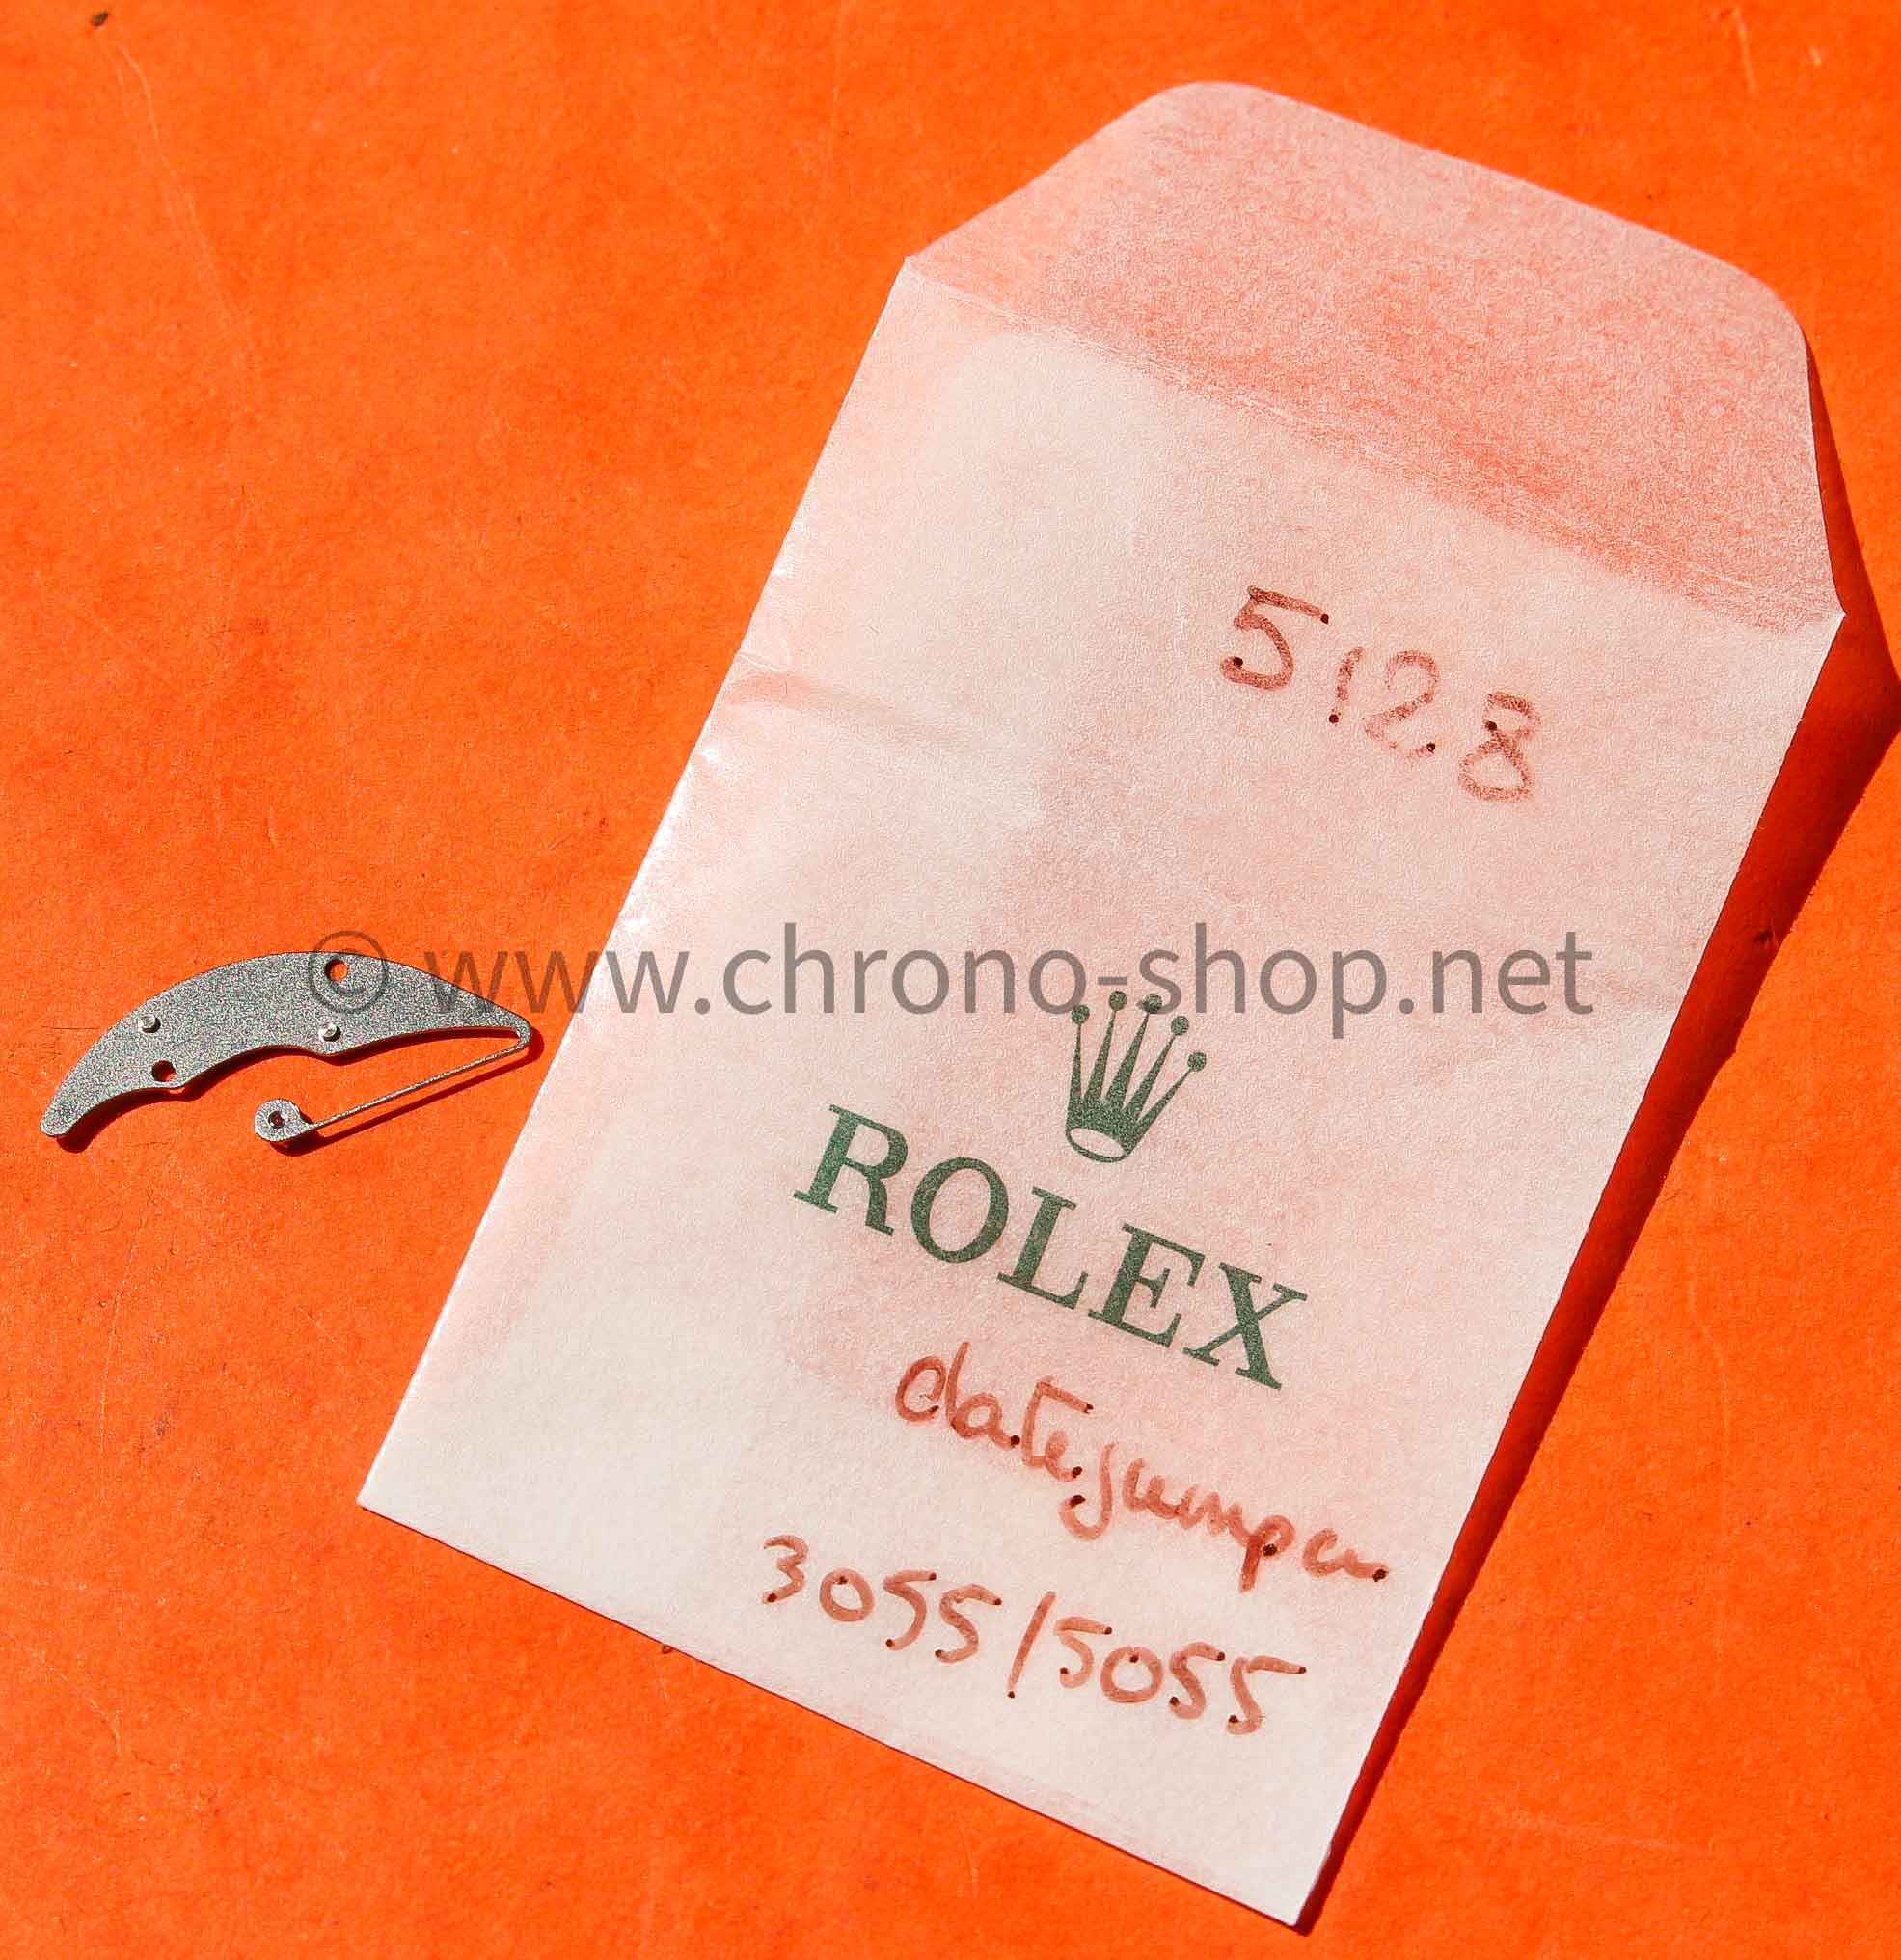 5128
© www.chrono-shop.net
ROLEX
datejumper
3055/5055